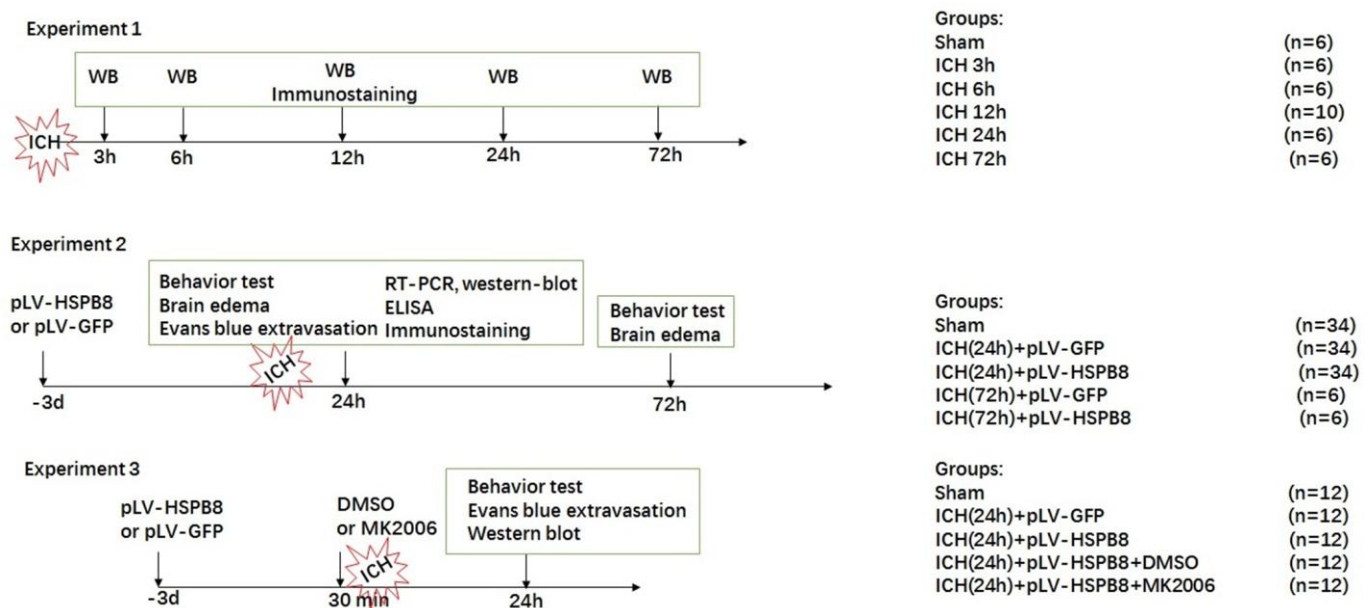 Experiment 1
WB WB WB WB WB
Immunostaining
ICH
3h 6h 12h 24h 72h
Groups:
Sham (n=6)
ICH 3h (n=6)
ICH 6h (n=6)
ICH 12h (n=10)
ICH 24h (n=6)
ICH 72h (n=6)
Experiment 2
pLV-HSPB8
or pLV-GFP
Behavior test RT-PCR, western-blot
Brain edema ELISA
Evans blue extravasation Immunostaining
Behavior test
Brain edema
ICH
-3d 24h 72h
Groups:
Sham (n=34)
ICH(24h)+pLV-GFP (n=34)
ICH(24h)+pLV-HSPB8 (n=34)
ICH(72h)+pLV-GFP (n=6)
ICH(72h)+pLV-HSPB8 (n=6)
Experiment 3
pLV-HSPB8
or pLV-GFP
DMSO
or MK2006
Behavior test
Evans blue extravasation
Western blot
ICH
-3d 30 min 24h
Groups:
Sham (n=12)
ICH(24h)+pLV-GFP (n=12)
ICH(24h)+pLV-HSPB8 (n=12)
ICH(24h)+pLV-HSPB8+DMSO (n=12)
ICH(24h)+pLV-HSPB8+MK2006 (n=12)